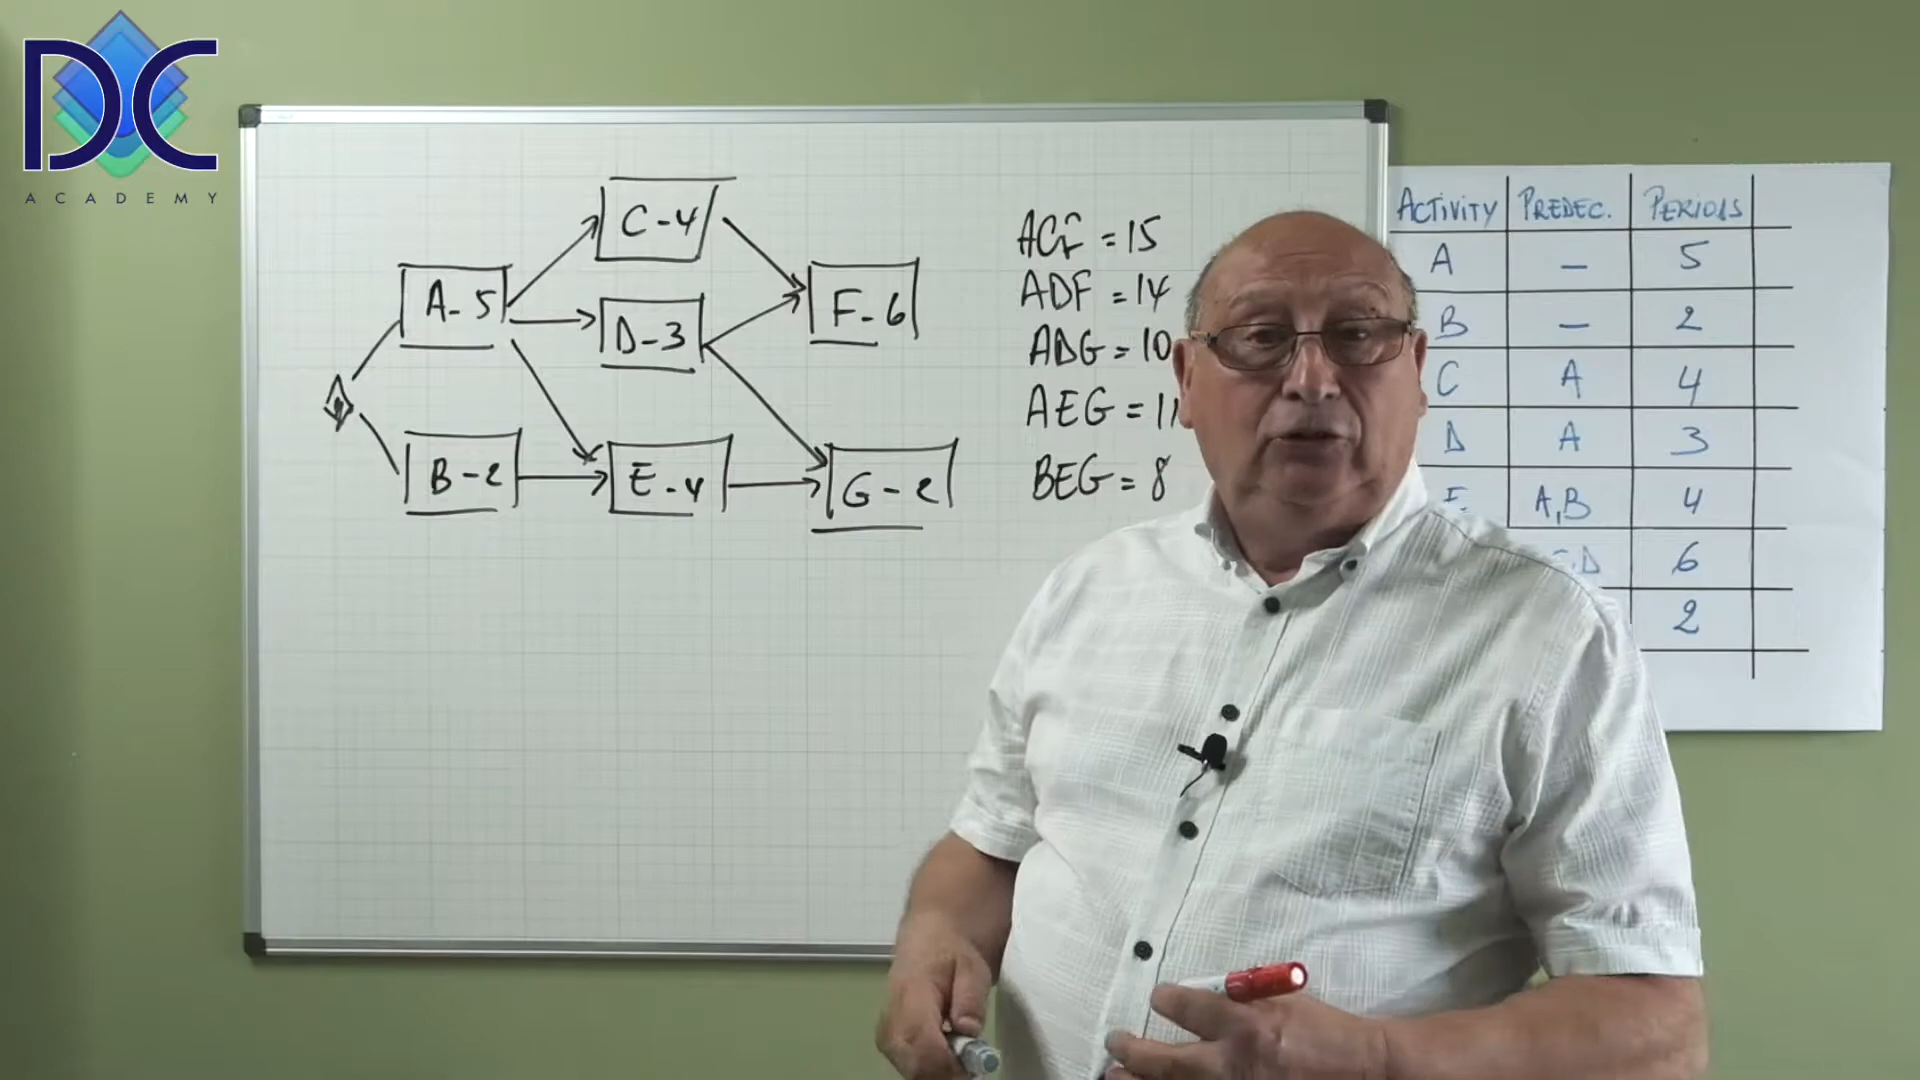 DC
ACADEMY
C-4
A-5
D-3
F-6
B-2
E-4
G-2
ACF = 15
ADF = 14
ADG = 10
AEG = 11
BEG = 8
ACTIVITY PREDEC. PERIODS
A - 5
B - 2
C A 4
D A 3
E A,B 4
,D 6
2